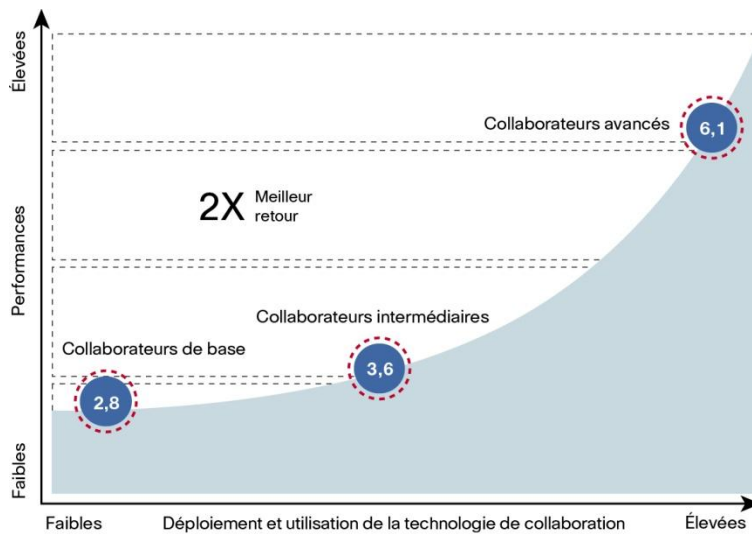 Élevées
Performances
Faibles
Collaborateurs avancés
6,1
2X Meilleur
retour
Collaborateurs intermédiaires
3,6
Collaborateurs de base
2,8
Faibles
Déploiement et utilisation de la technologie de collaboration
Élevées